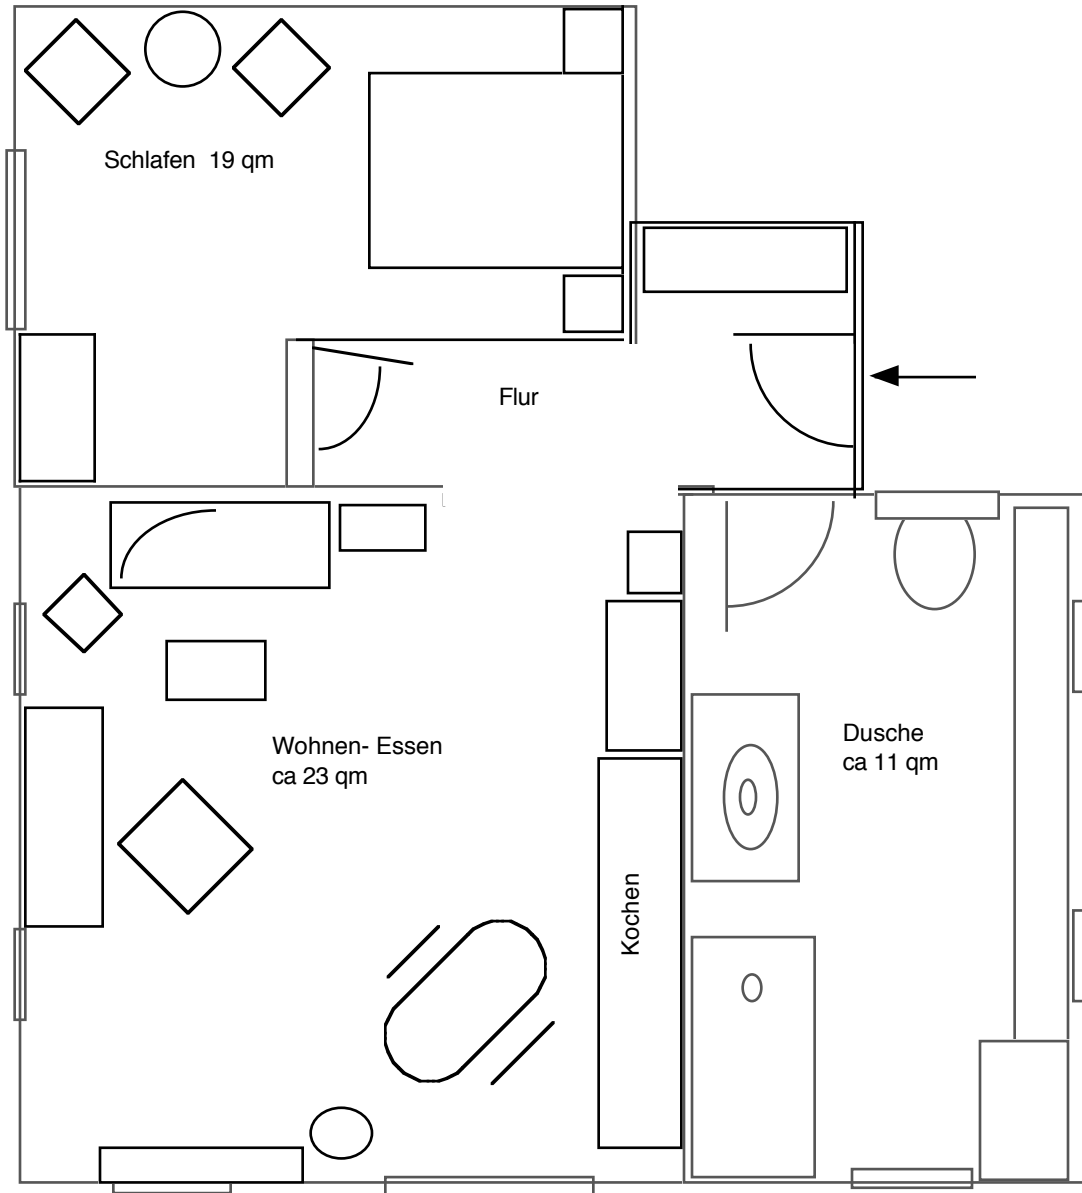 Schlafen  19 qm
Flur
Wohnen- Essen
ca 23 qm
Dusche
ca 11 qm
Kochen